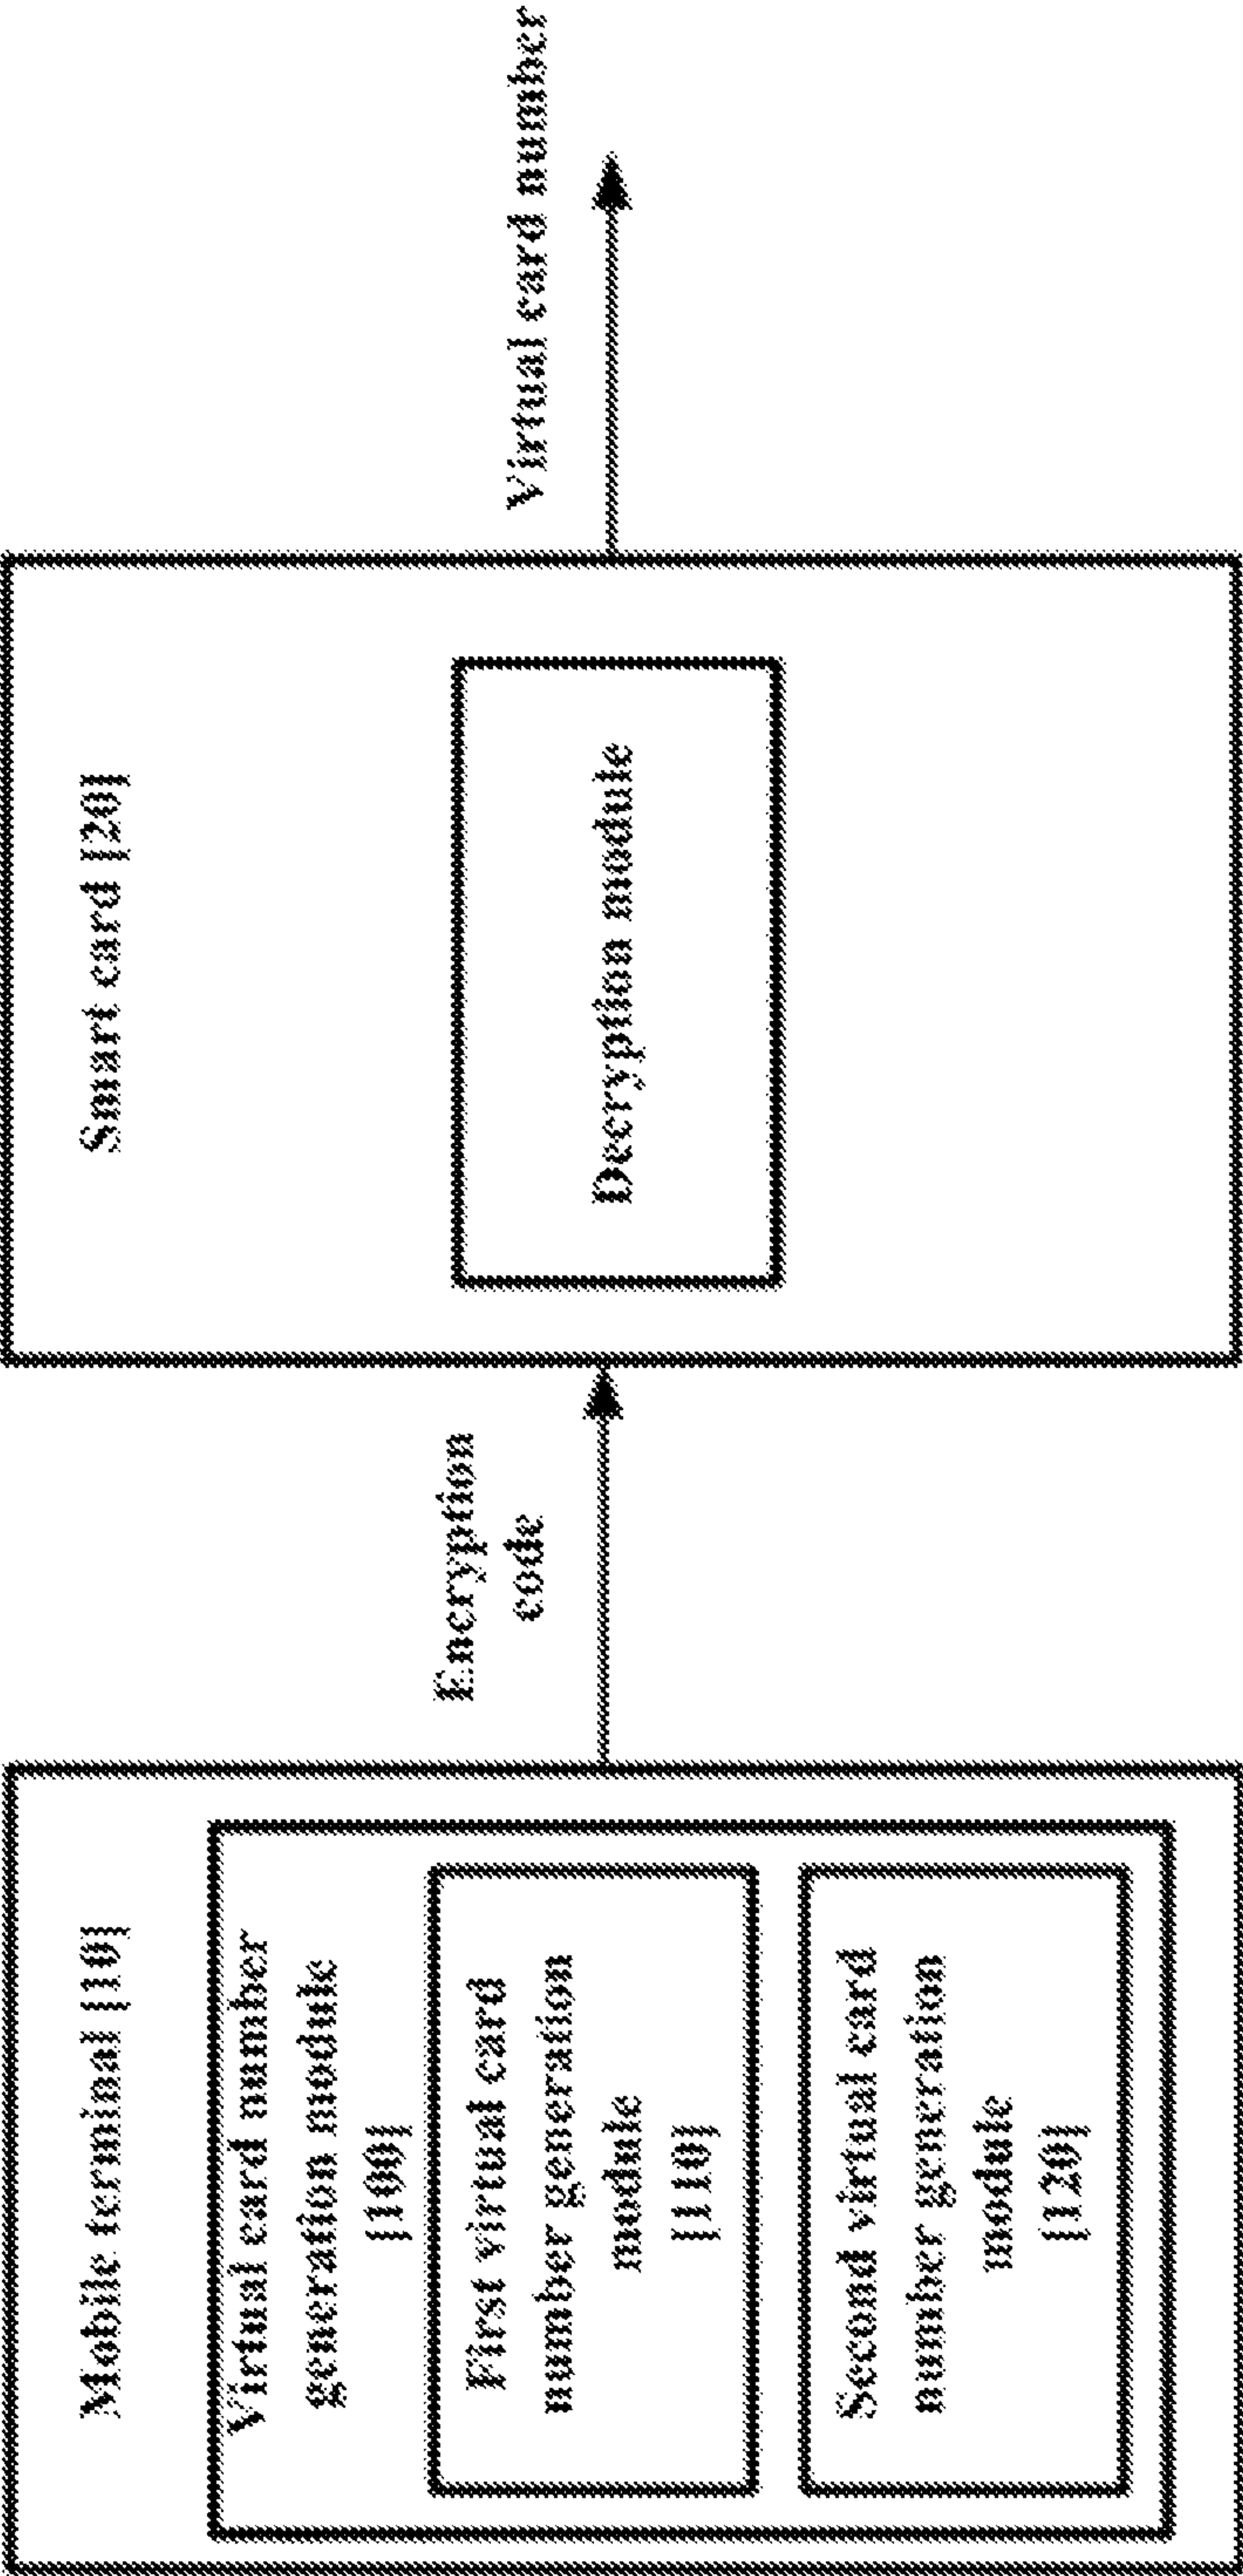 Mobile terminal [10]
Virtual card number
generation module
[100]
First virtual card
number generation
module
[110]
Second virtual card
number generation
module
[120]
Encryption
code
Smart card [20]
Decryption module
Virtual card number